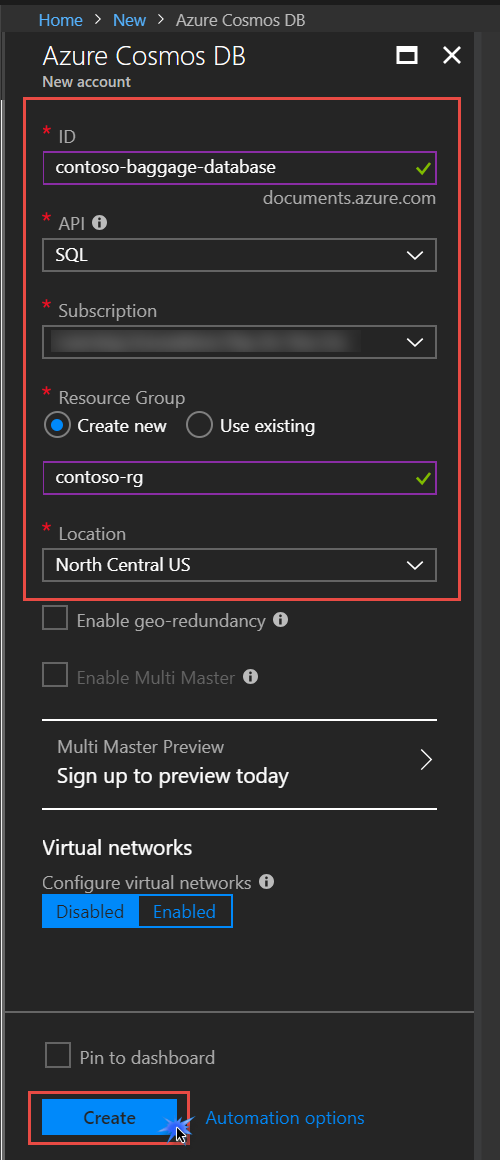 Home > New > Azure Cosmos DB
Azure Cosmos DB
New account
* ID
contoso-baggage-database
documents.azure.com
* API
SQL
* Subscription
* Resource Group
Create new Use existing
contoso-rg
* Location
North Central US
Enable geo-redundancy
Enable Multi Master
Multi Master Preview
Sign up to preview today
Virtual networks
Configure virtual networks
Disabled Enabled
Pin to dashboard
Create Automation options